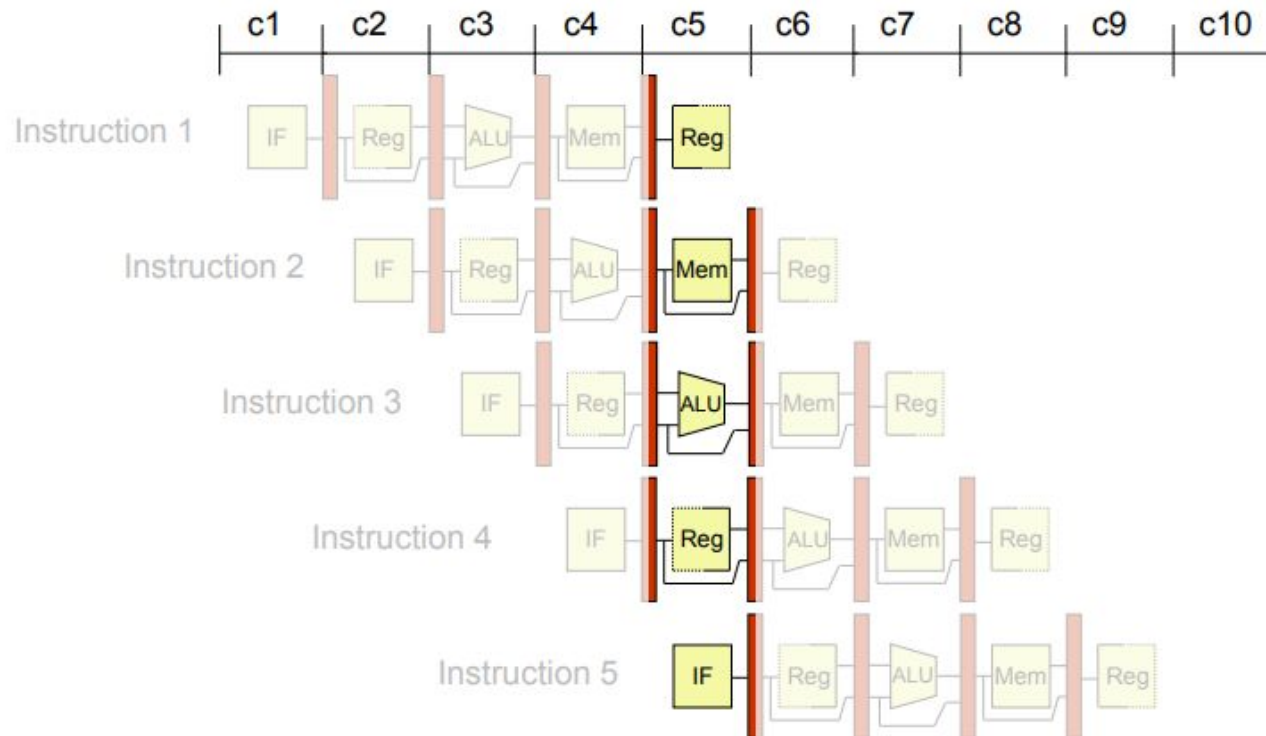 c1 c2 c3 c4 c5 c6 c7 c8 c9 c10
Instruction 1 IF Reg ALU Mem Reg
Instruction 2 IF Reg ALU Mem Reg
Instruction 3 IF Reg ALU Mem Reg
Instruction 4 IF Reg ALU Mem Reg
Instruction 5 IF Reg ALU Mem Reg